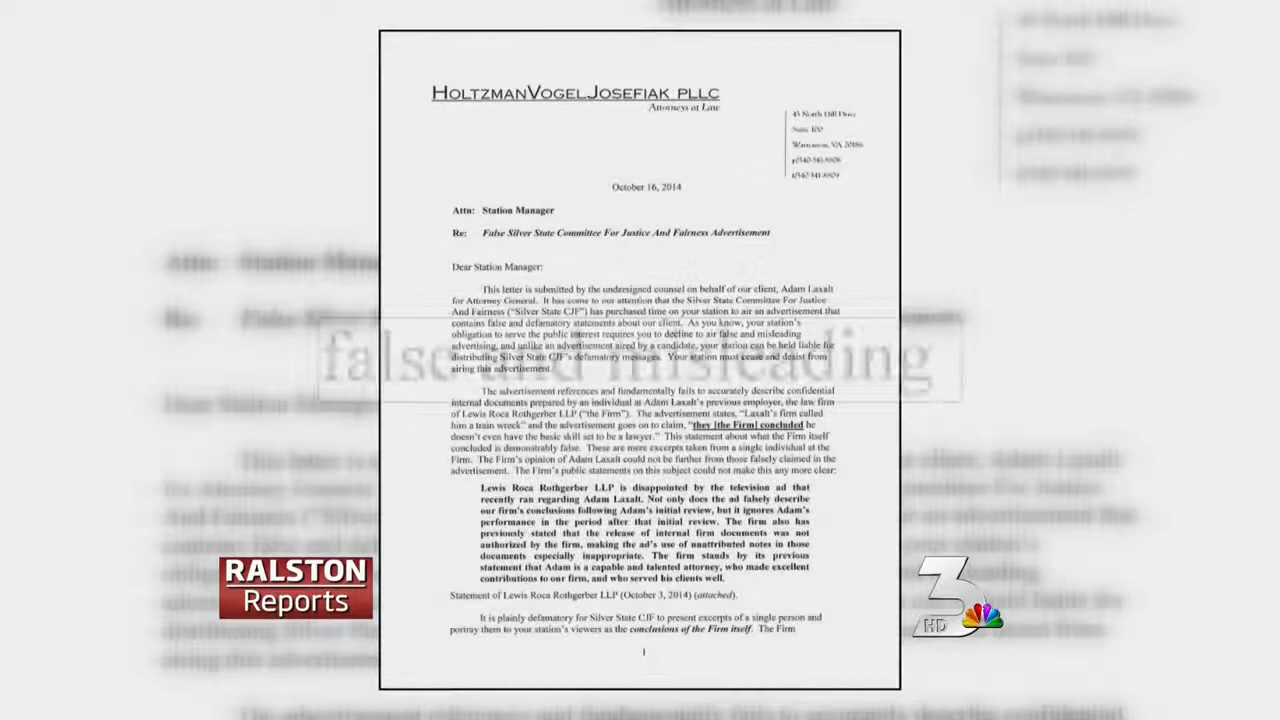 HOLTZMANVOGELJOSEFIAK PLLC
Attorneys at Law
45 North Hill Drive
Suite 100
Warrenton, VA 20186
p/540-341-8808
f/540-341-8809
October 16, 2014
Attn: Station Manager
Re: False Silver State Committee For Justice And Fairness Advertisement
Dear Station Manager:
This letter is submitted by the undersigned counsel on behalf of our client, Adam Laxalt
for Attorney General. It has come to our attention that the Silver State Committee For Justice
And Fairness ("Silver State CJF") has purchased time on your station to air an advertisement that
contains false and defamatory statements about our client. As you know, your station's
obligation to serve the public interest requires you to decline to air false and misleading
advertising, and unlike an advertisement aired by a candidate, your station can be held liable for
distributing Silver State CJF's defamatory messages. Your station must cease and desist from
airing this advertisement.
false and misleading
The advertisement references and fundamentally fails to accurately describe confidential
internal documents prepared by an individual at Adam Laxalt's previous employer, the law firm
of Lewis Roca Rothgerber LLP ("the Firm"). The advertisement states, "Laxalt's firm called
him a train wreck" and the advertisement goes on to claim, "they [the Firm] concluded he
doesn't even have the basic skill set to be a lawyer." This statement about what the Firm itself
concluded is demonstrably false. These are mere excerpts taken from a single individual at the
Firm. The Firm's opinion of Adam Laxalt could not be further from those falsely claimed in the
advertisement. The Firm's public statements on this subject could not make this any more clear:
Lewis Roca Rothgerber LLP is disappointed by the television ad that
recently ran regarding Adam Laxalt. Not only does the ad falsely describe
our firm's conclusions following Adam's initial review, but it ignores Adam's
performance in the period after that initial review. The firm also has
previously stated that the release of internal firm documents was not
authorized by the firm, making the ad's use of unattributed notes in those
documents especially inappropriate. The firm stands by its previous
statement that Adam is a capable and talented attorney, who made excellent
contributions to our firm, and who served his clients well.
Statement of Lewis Roca Rothgerber LLP (October 3, 2014) (attached).
It is plainly defamatory for Silver State CJF to present excerpts of a single person and
portray them to your station's viewers as the conclusions of the Firm itself. The Firm
1
RALSTON
Reports
3
HD